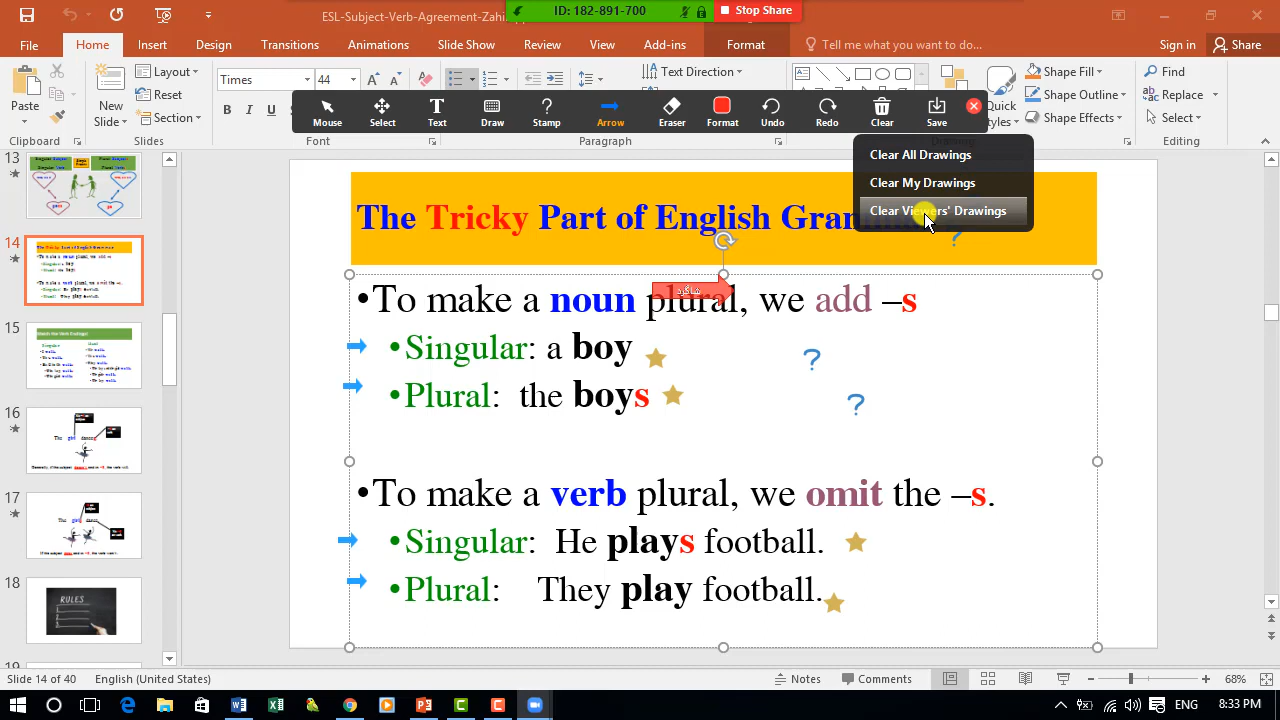 ESL-Subject-Verb-Agreement-Zahi
ID: 182-891-700
Stop Share
File
Home
Insert
Design
Transitions
Animations
Slide Show
Review
View
Add-ins
Format
Tell me what you want to do...
Sign in
Share
Paste
New
Slide
Layout
Reset
Section
Times
44
B I U
Text Direction
Quick
Styles
Shape Fill
Shape Outline
Shape Effects
Find
Replace
Select
Slides
Font
Paragraph
Drawing
Editing
Mouse
Select
Text
Draw
Stamp
Arrow
Eraser
Format
Undo
Redo
Clear
Save
Clear All Drawings
Clear My Drawings
Clear Viewers' Drawings
13
14
15
16
17
18
RULES
The Tricky Part of English Gram
?
•To make a noun plural, we add –s
شاگرد
•Singular: a boy
?
•Plural: the boys
?
•To make a verb plural, we omit the –s.
•Singular: He plays football.
•Plural: They play football.
Slide 14 of 40
English (United States)
Notes
Comments
68%
ENG
8:33 PM